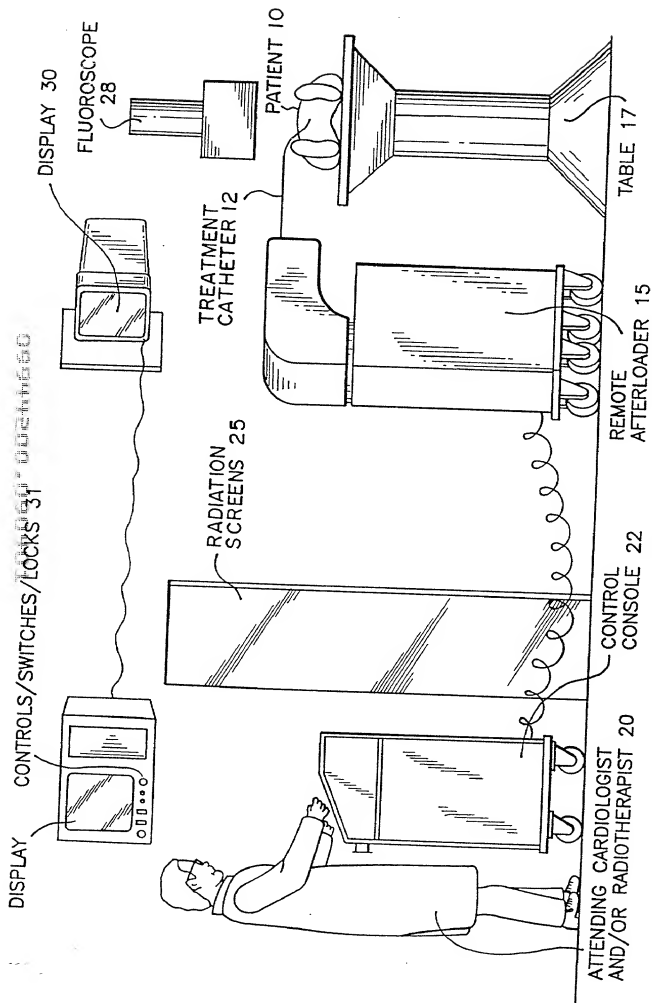 DISPLAY
CONTROLS/SWITCHES/LOCKS 31
DISPLAY 30
FLUOROSCOPE
28
RADIATION
SCREENS 25
TREATMENT
CATHETER 12
PATIENT 10
ATTENDING CARDIOLOGIST
AND/OR RADIOTHERAPIST 20
CONTROL
CONSOLE 22
REMOTE
AFTERLOADER 15
TABLE 17